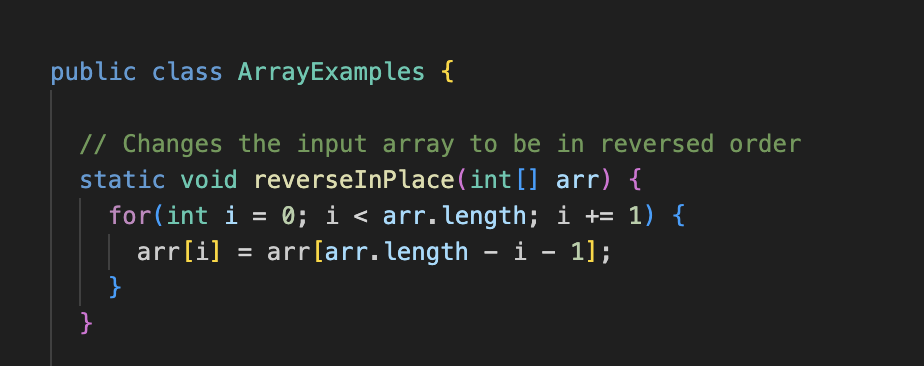 public class ArrayExamples {
// Changes the input array to be in reversed order
static void reverseInPlace(int[] arr) {
for(int i = 0; i < arr.length; i += 1) {
arr[i] = arr[arr.length - i - 1];
}
}